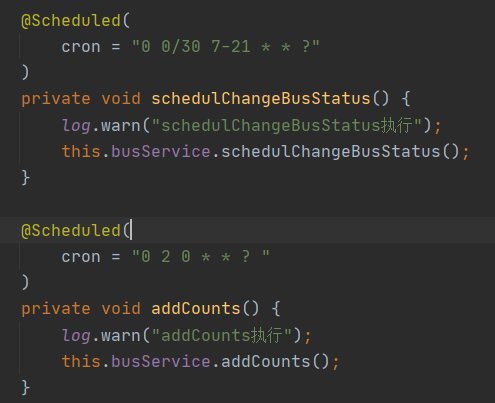 @Scheduled(
    cron = "0 0/30 7-21 * * ?"
)
private void schedulChangeBusStatus() {
    log.warn("schedulChangeBusStatus执行");
    this.busService.schedulChangeBusStatus();
}
@Scheduled(
    cron = "0 2 0 * * ? "
)
private void addCounts() {
    log.warn("addCounts执行");
    this.busService.addCounts();
}